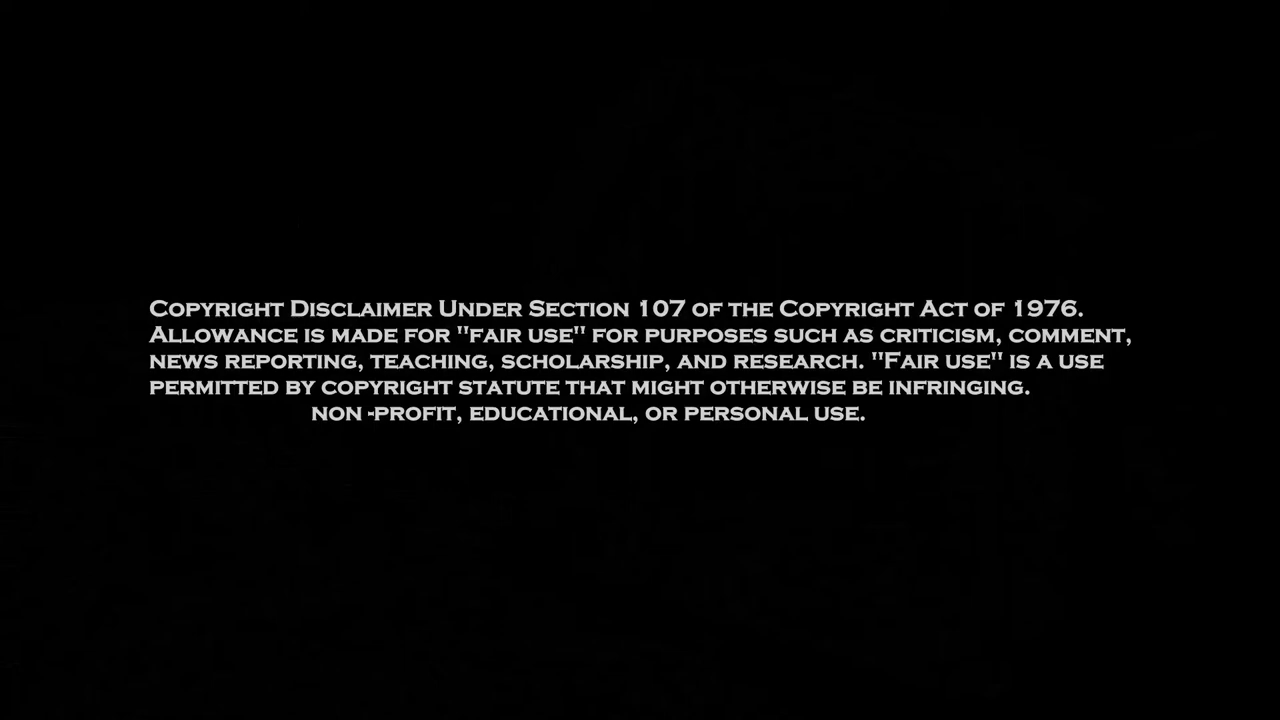 Copyright Disclaimer Under Section 107 of the Copyright Act of 1976.
Allowance is made for "fair use" for purposes such as criticism, comment,
news reporting, teaching, scholarship, and research. "Fair use" is a use
permitted by copyright statute that might otherwise be infringing.
non -profit, educational, or personal use.